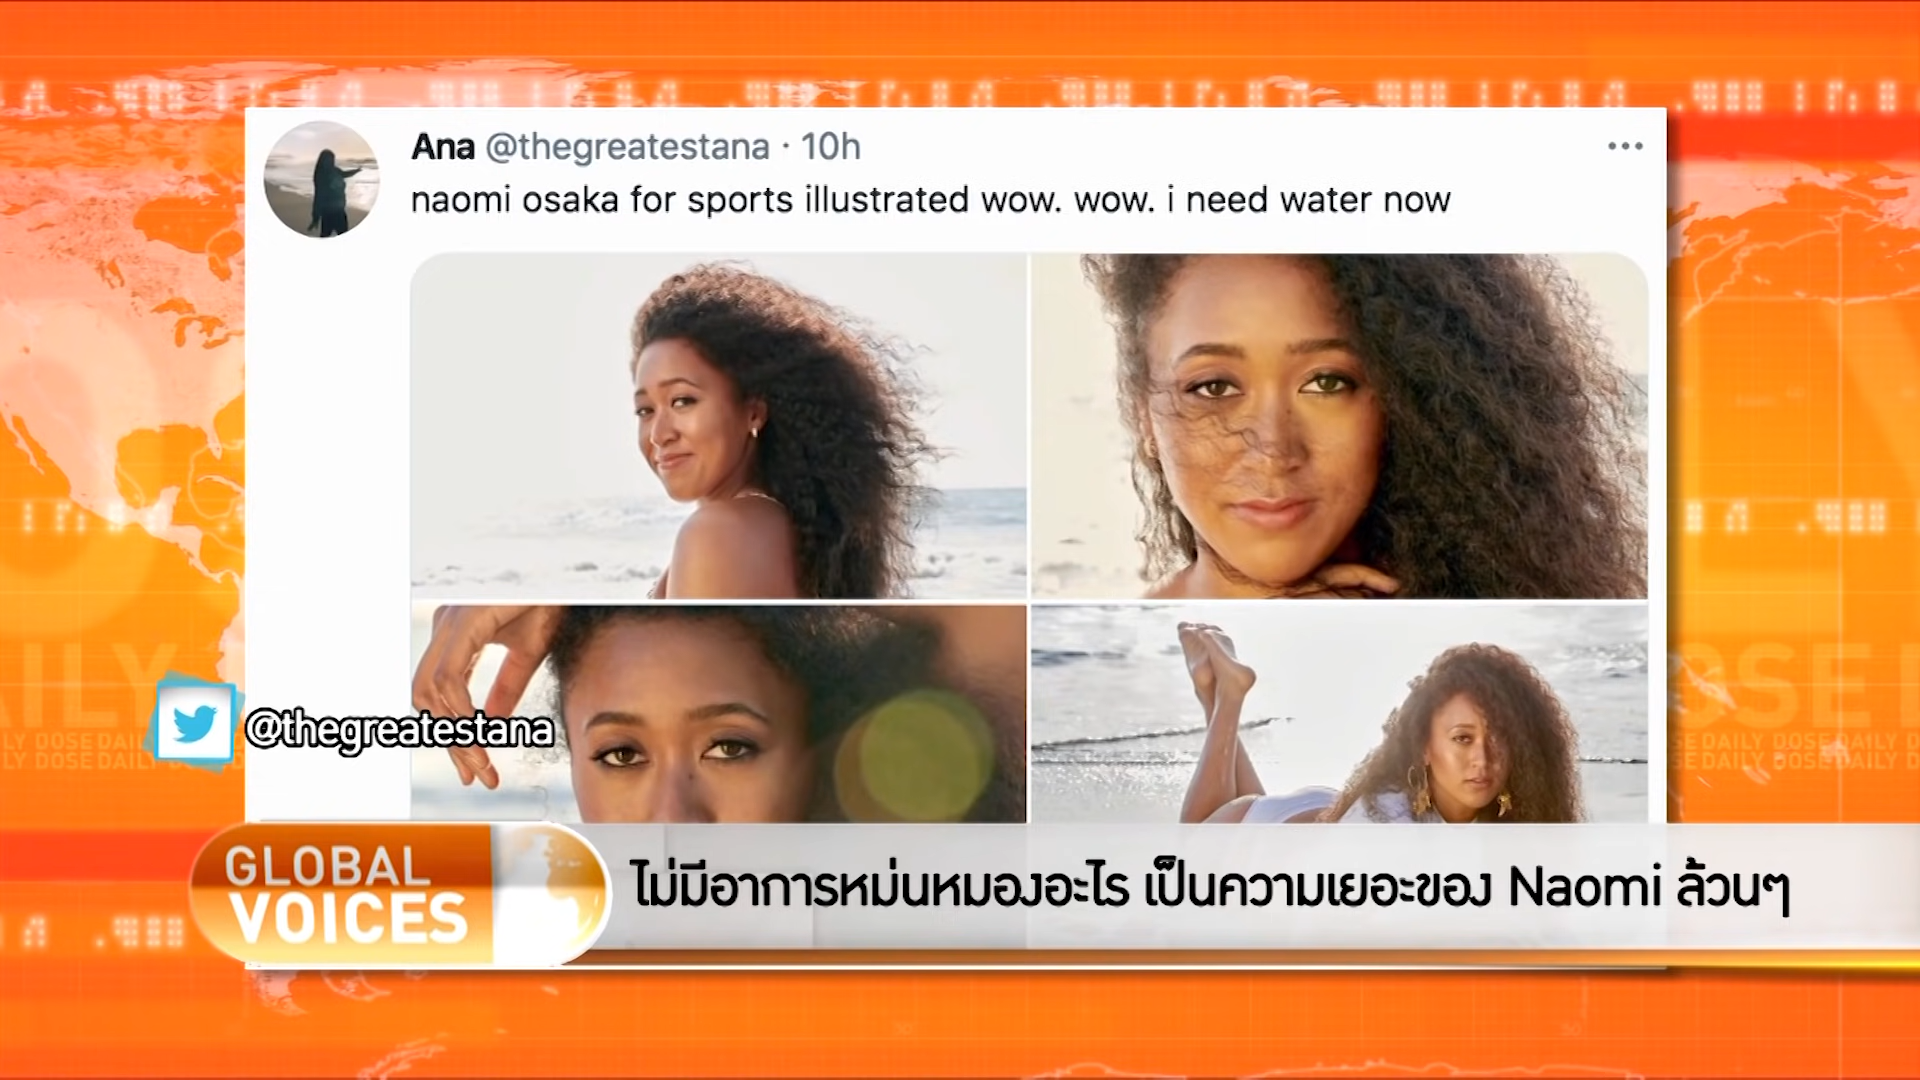 Ana @thegreatestana · 10h
naomi osaka for sports illustrated wow. wow. i need water now
@thegreatestana
GLOBAL
VOICES
ไม่มีอาการหม่นหมองอะไร เป็นความเยอะของ Naomi ล้วนๆ